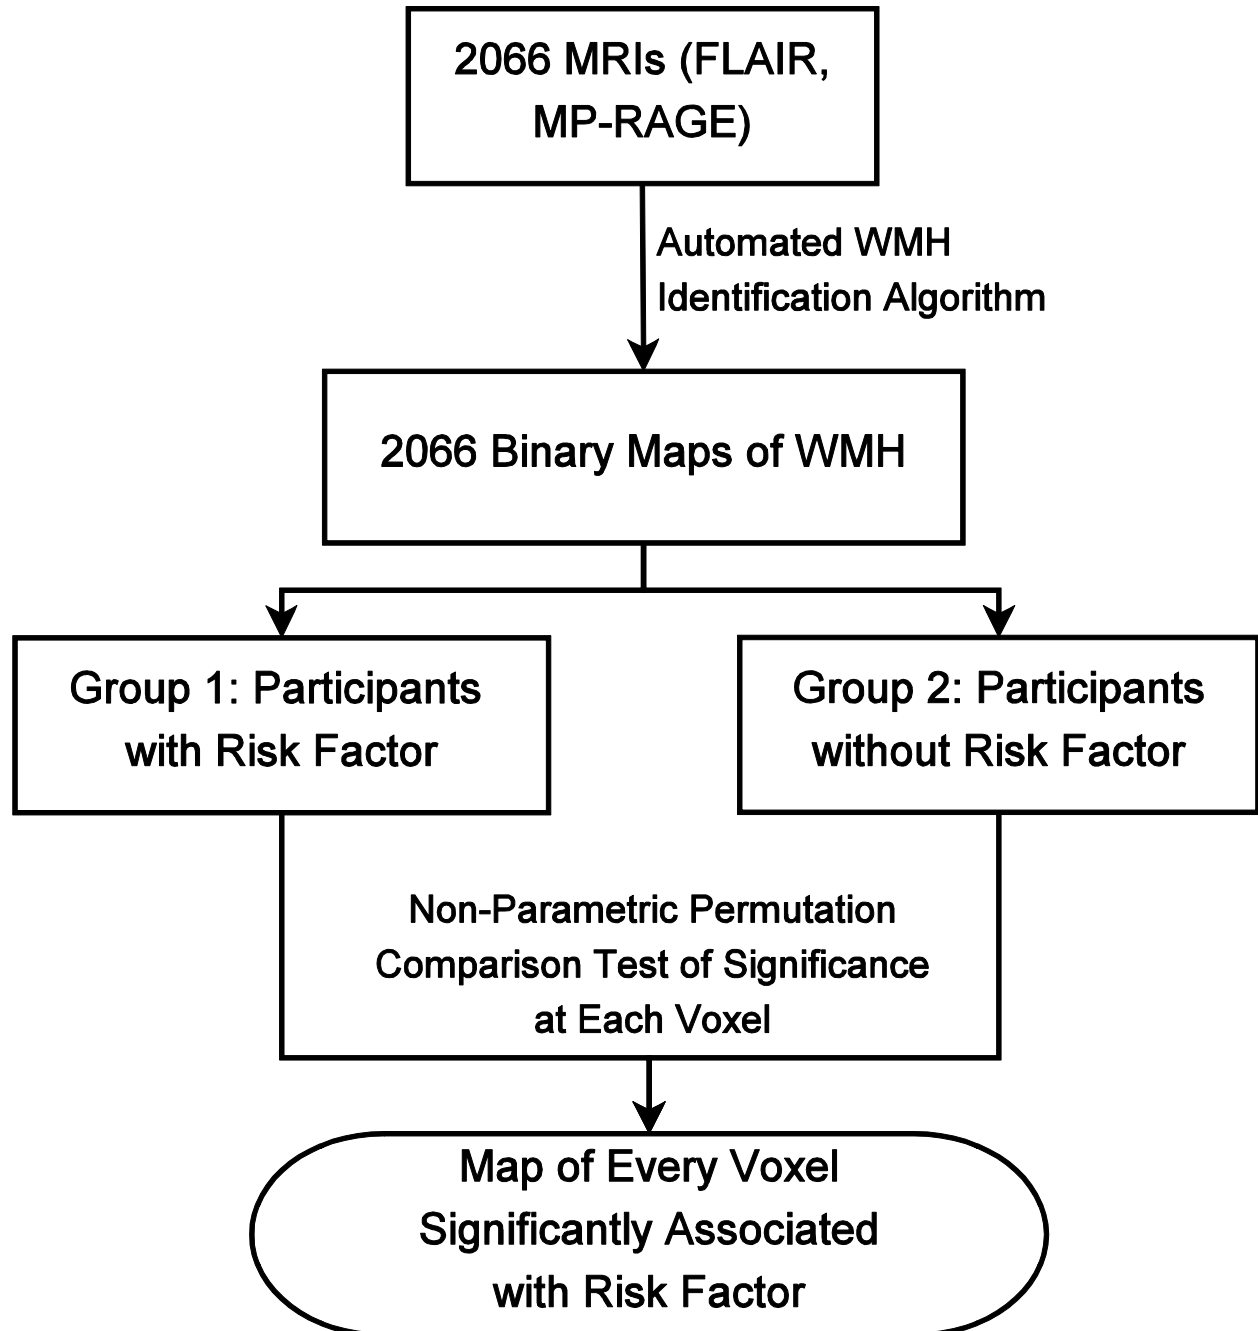 2066 MRIs (FLAIR,
MP-RAGE)
Automated WMH
Identification Algorithm
2066 Binary Maps of WMH
Group 1: Participants
with Risk Factor
Group 2: Participants
without Risk Factor
Non-Parametric Permutation
Comparison Test of Significance
at Each Voxel
Map of Every Voxel
Significantly Associated
with Risk Factor